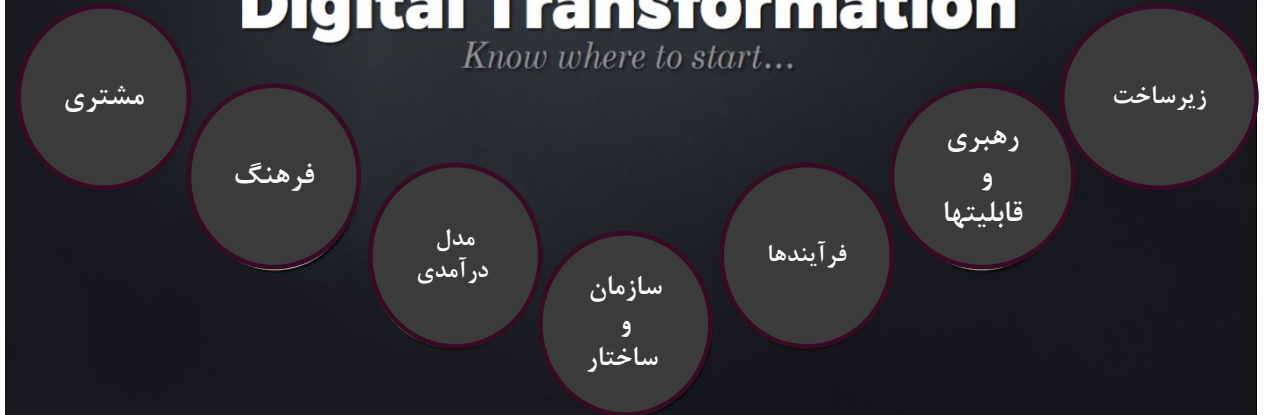 Digital Transformation
Know where to start...
زیرساخت
رهبری
و
قابلیتها
فرآیندها
سازمان
و
ساختار
مدل
درآمدی
فرهنگ
مشتری